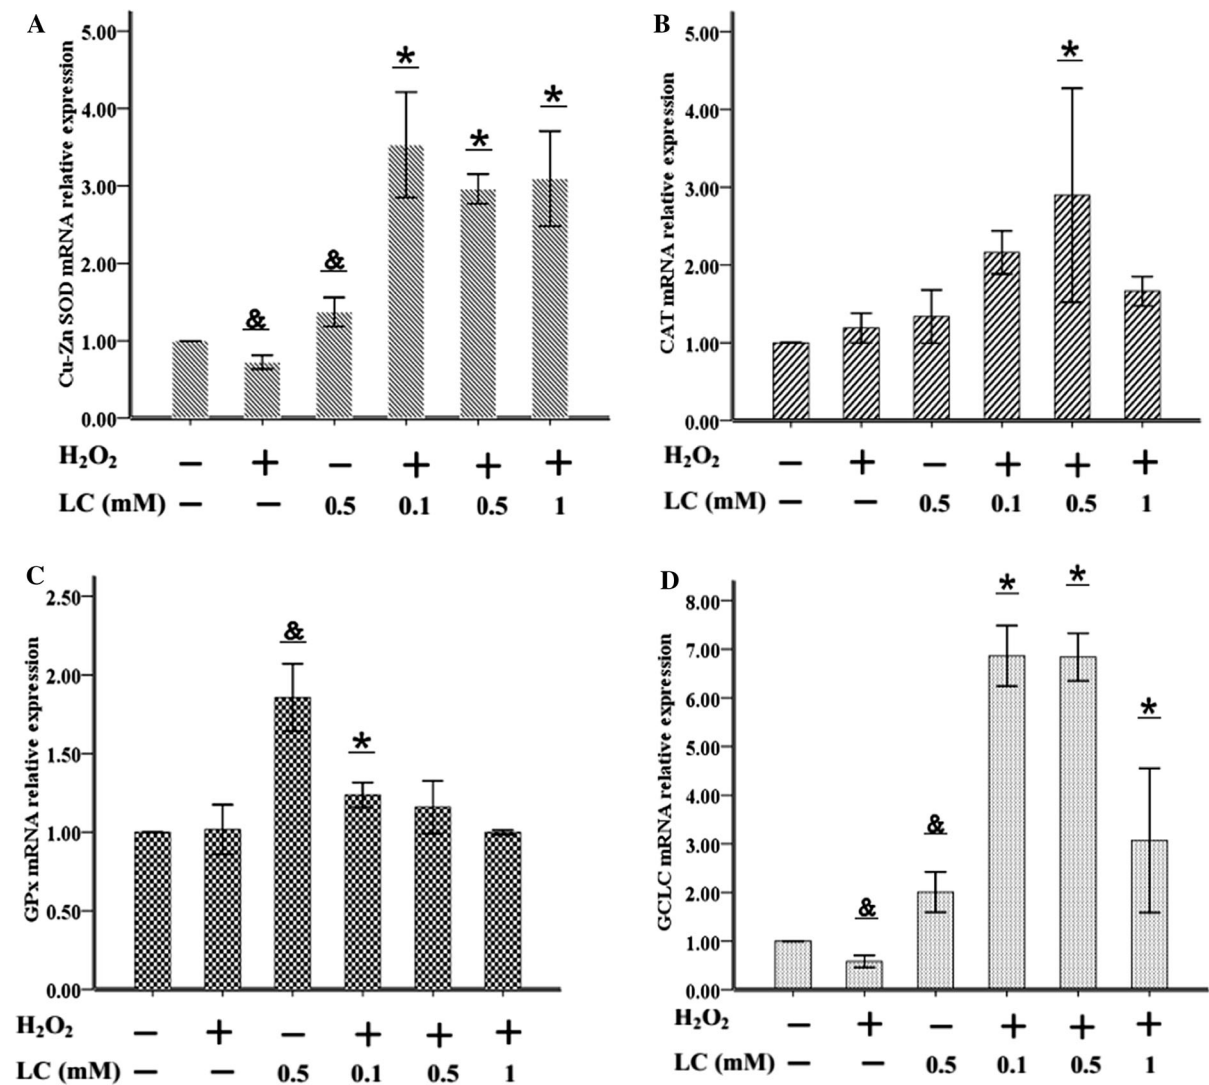 A
Cu-Zn SOD mRNA relative expression
5.00
4.00
3.00
2.00
1.00
0.00
&
&
*
*
*
H₂O₂ − + − + + +
LC (mM) − − 0.5 0.1 0.5 1
B
CAT mRNA relative expression
5.00
4.00
3.00
2.00
1.00
0.00
*
H₂O₂ − + − + + +
LC (mM) − − 0.5 0.1 0.5 1
C
GPx mRNA relative expression
2.50
2.00
1.50
1.00
0.50
0.00
&
*
H₂O₂ − + − + + +
LC (mM) − − 0.5 0.1 0.5 1
D
GCLC mRNA relative expression
8.00
7.00
6.00
5.00
4.00
3.00
2.00
1.00
0.00
&
&
*
*
*
H₂O₂ − + − + + +
LC (mM) − − 0.5 0.1 0.5 1